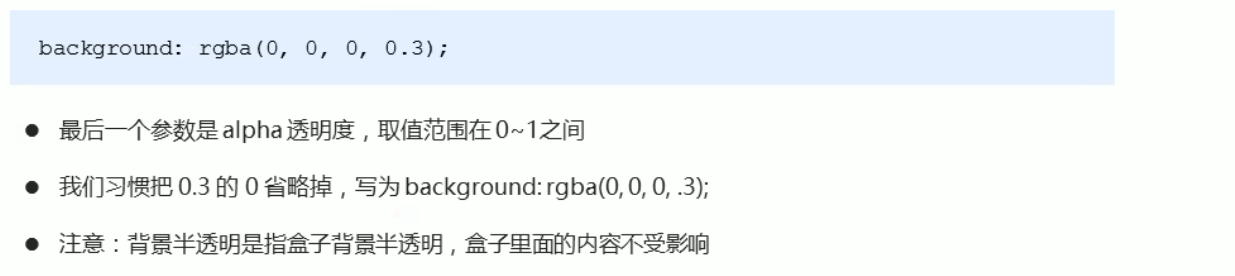 background: rgba(0, 0, 0, 0.3);
● 最后一个参数是 alpha 透明度，取值范围在 0~1之间
● 我们习惯把 0.3 的 0 省略掉，写为 background: rgba(0, 0, 0, .3);
● 注意：背景半透明是指盒子背景半透明，盒子里面的内容不受影响